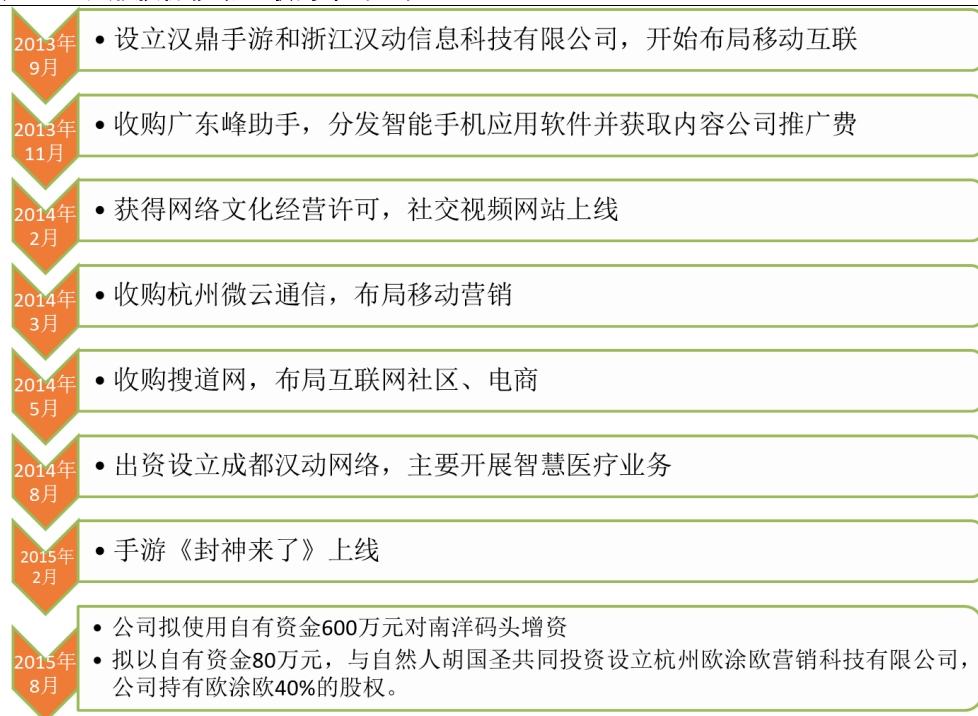 2013年
9月
• 设立汉鼎手游和浙江汉动信息科技有限公司，开始布局移动互联
2013年
11月
• 收购广东峰助手，分发智能手机应用软件并获取内容公司推广费
2014年
2月
• 获得网络文化经营许可，社交视频网站上线
2014年
3月
• 收购杭州微云通信，布局移动营销
2014年
5月
• 收购搜道网，布局互联网社区、电商
2014年
8月
• 出资设立成都汉动网络，主要开展智慧医疗业务
2015年
2月
• 手游《封神来了》上线
2015年
8月
• 公司拟使用自有资金600万元对南洋码头增资
• 拟以自有资金80万元，与自然人胡国圣共同投资设立杭州欧涂欧营销科技有限公司，
公司持有欧涂欧40%的股权。